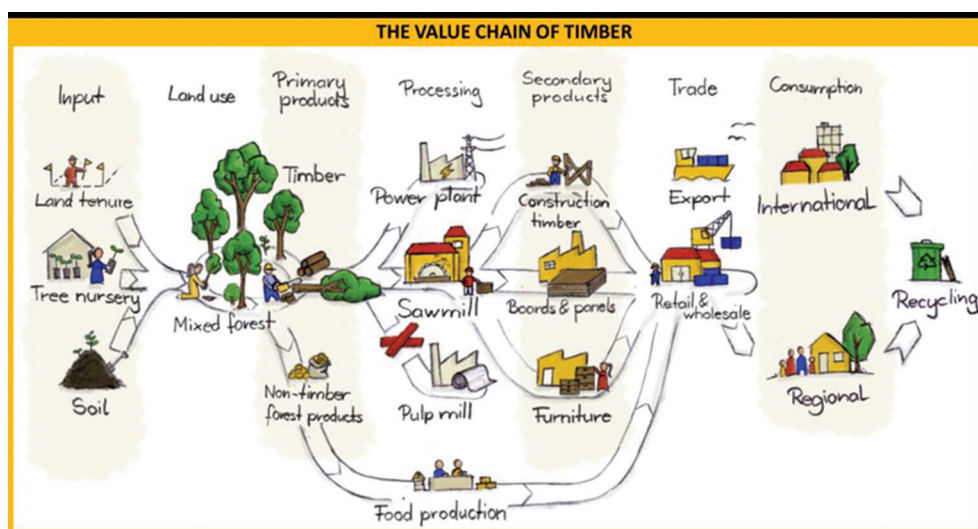 THE VALUE CHAIN OF TIMBER
Input
Land use
Primary
products
Processing
Secondary
products
Trade
Consumption
Land tenure
Tree nursery
Soil
Mixed forest
Timber
Non-timber
forest products
Power plant
Sawmill
Pulp mill
Food production
Construction
timber
Boards & panels
Furniture
Export
Retail &
wholesale
International
Regional
Recycling